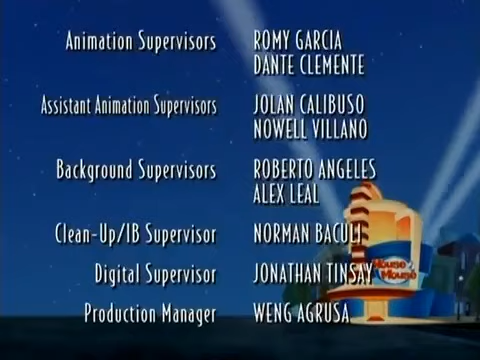 Animation Supervisors ROMY GARCIA
DANTE CLEMENTE
Assistant Animation Supervisors JOLAN CALIBUSO
NOWELL VILLANO
Background Supervisors ROBERTO ANGELES
ALEX LEAL
Clean-Up/IB Supervisor NORMAN BACULI
Digital Supervisor JONATHAN TINSAY
Production Manager WENG AGRUSA
House
Mouse